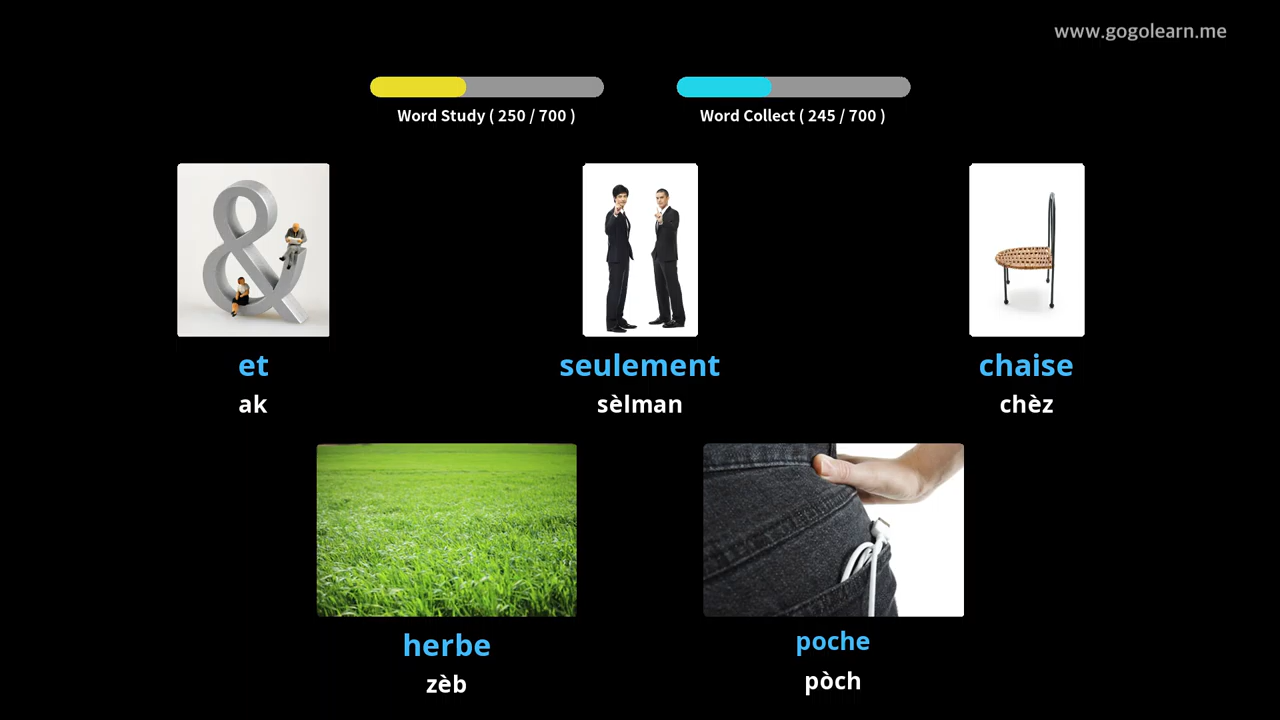 www.gogolearn.me
Word Study ( 250 / 700 )
Word Collect ( 245 / 700 )
et
ak
seulement
sèlman
chaise
chèz
herbe
zèb
poche
pòch